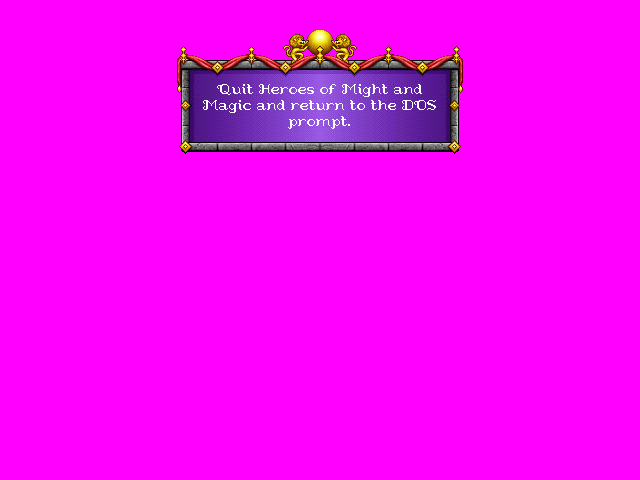 Quit Heroes of Might and
Magic and return to the DOS
prompt.